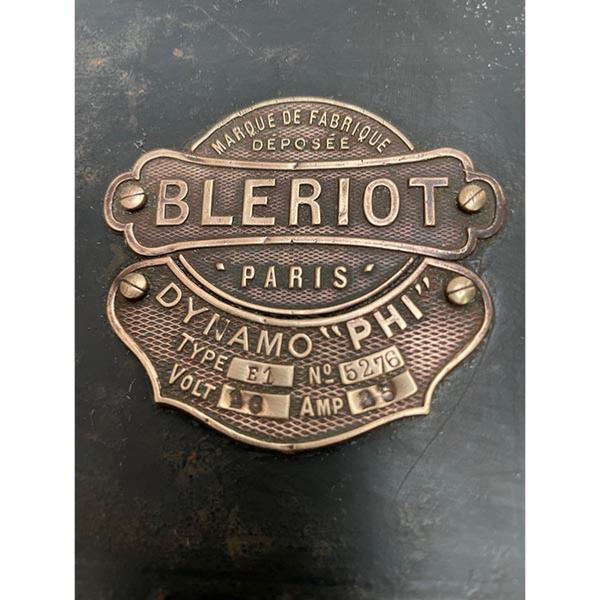 MARQUE DE FABRIQUE
DÉPOSÉE
BLERIOT
PARIS
DYNAMO "PHI"
TYPE E1 No 5276
VOLT AMP